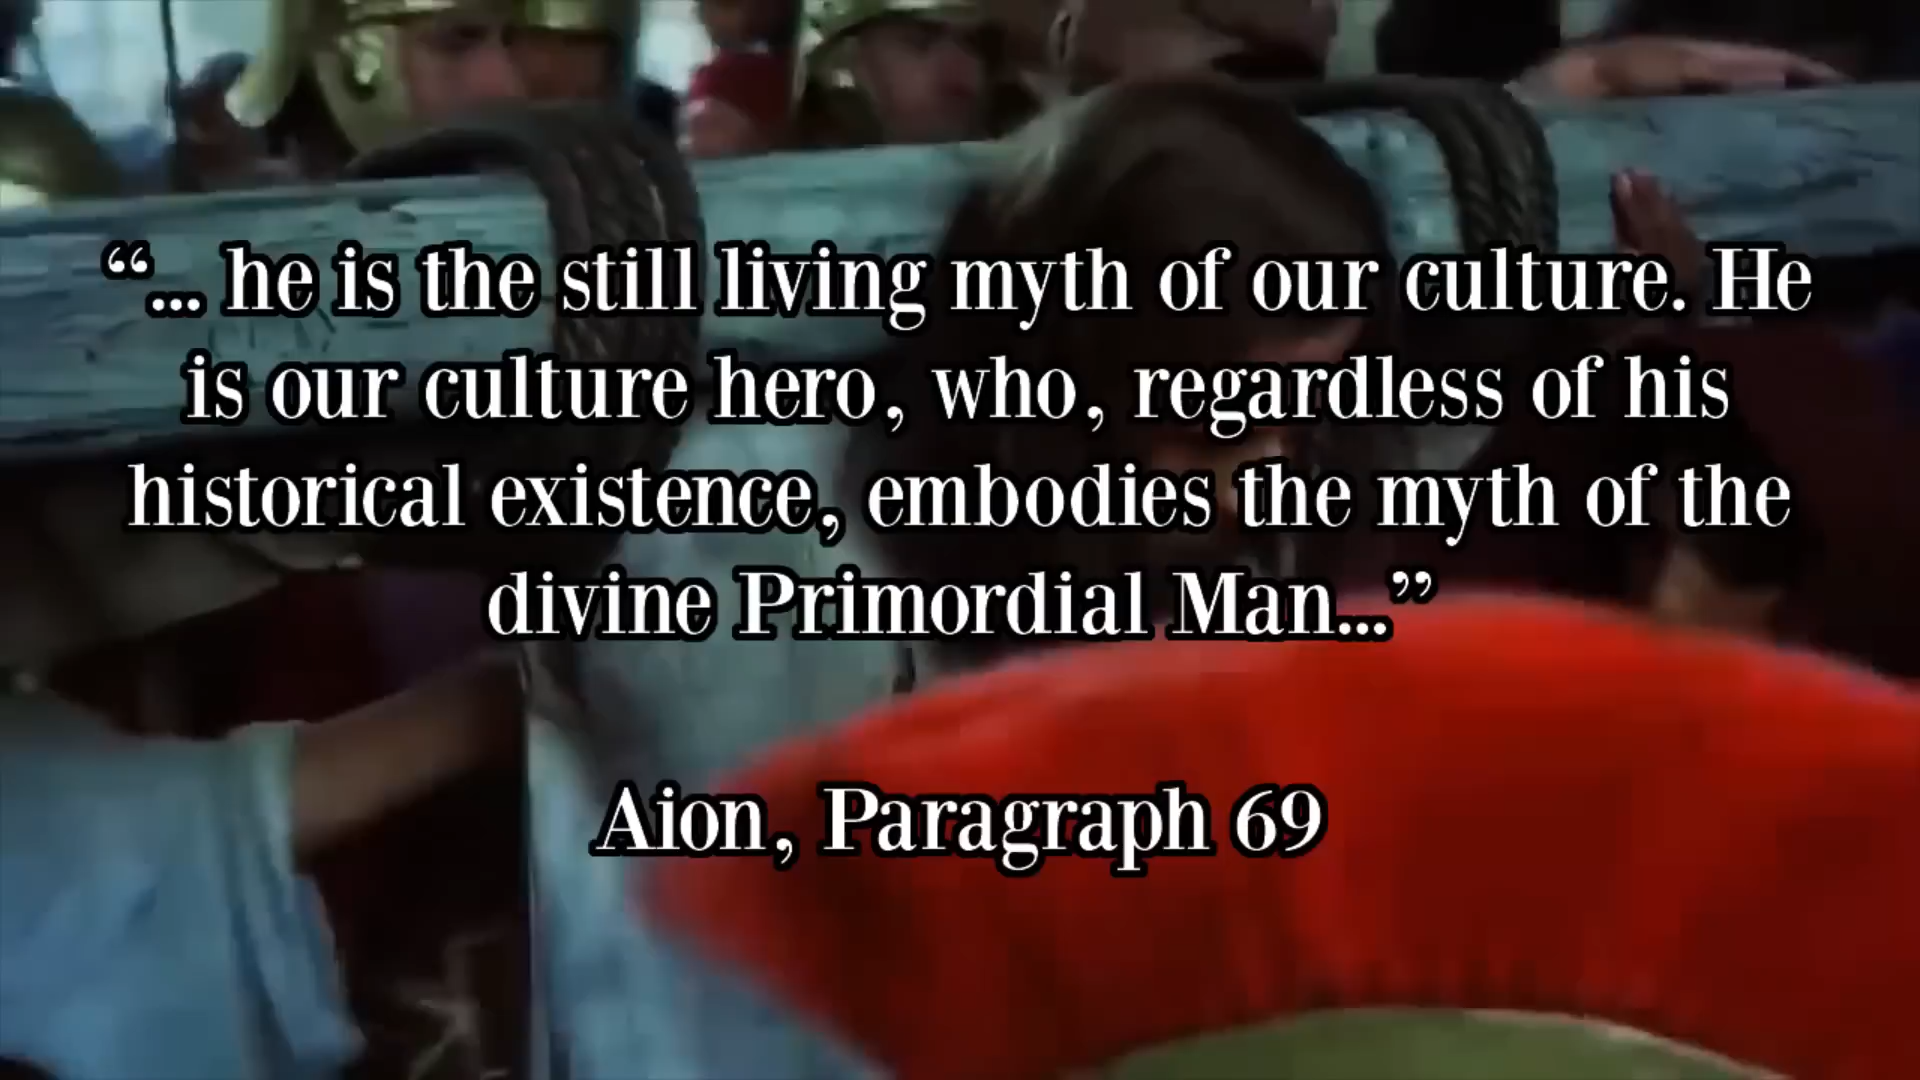 “... he is the still living myth of our culture. He
is our culture hero, who, regardless of his
historical existence, embodies the myth of the
divine Primordial Man...”
Aion, Paragraph 69